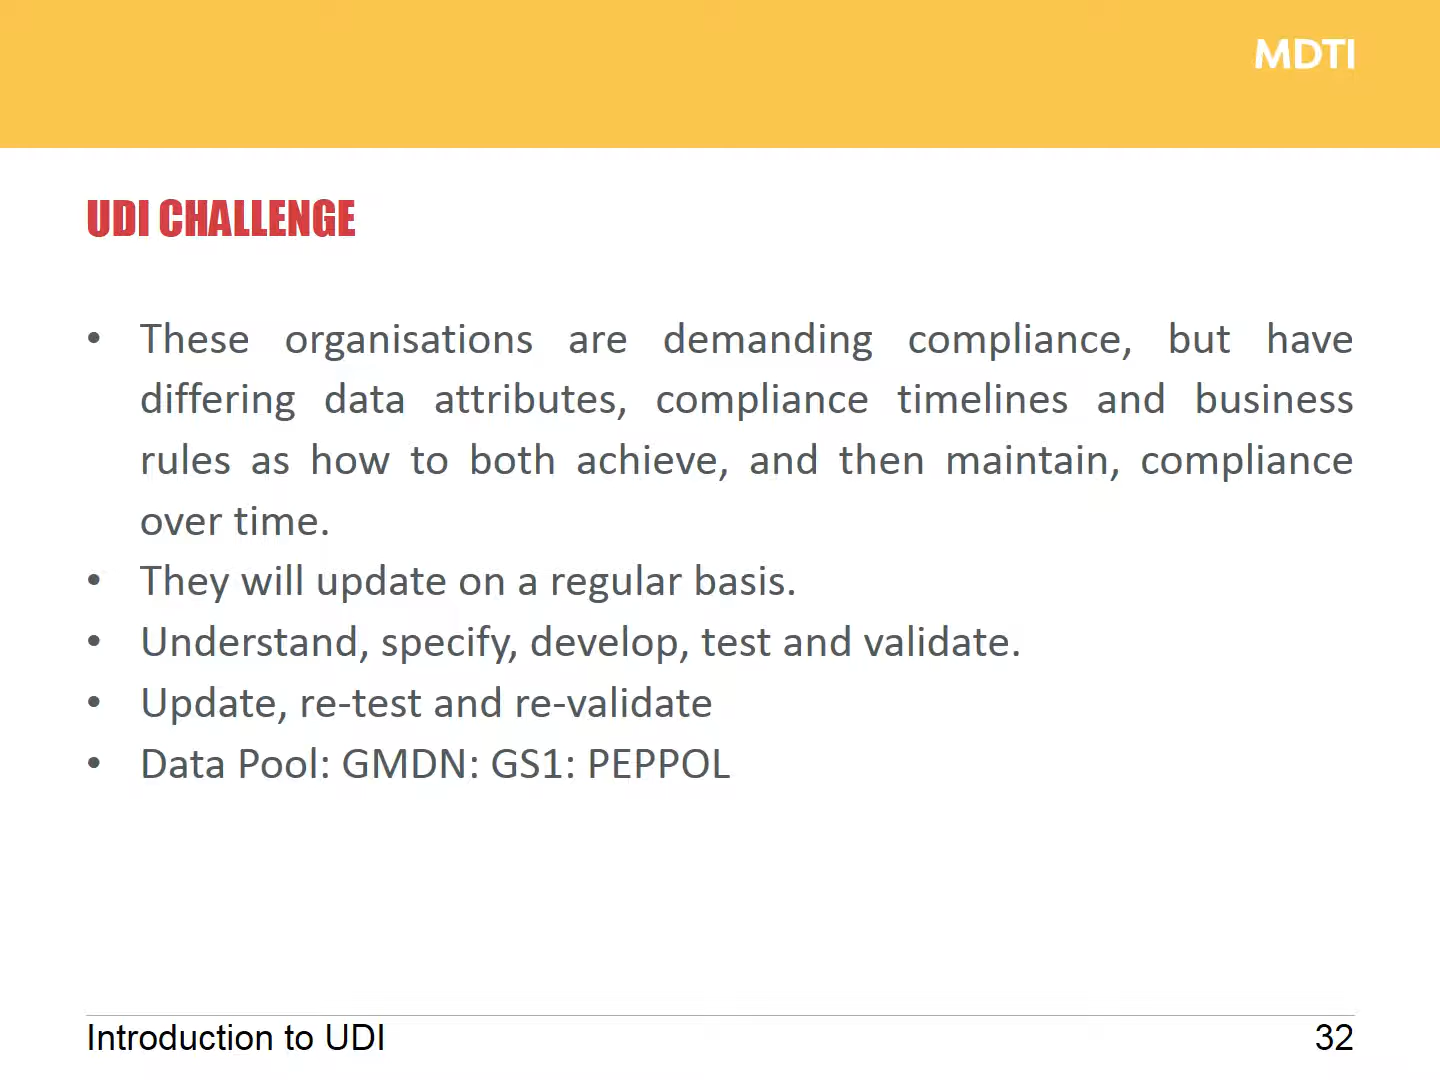 MDTI
UDI CHALLENGE
• These organisations are demanding compliance, but have
differing data attributes, compliance timelines and business
rules as how to both achieve, and then maintain, compliance
over time.
• They will update on a regular basis.
• Understand, specify, develop, test and validate.
• Update, re-test and re-validate
• Data Pool: GMDN: GS1: PEPPOL
Introduction to UDI
32